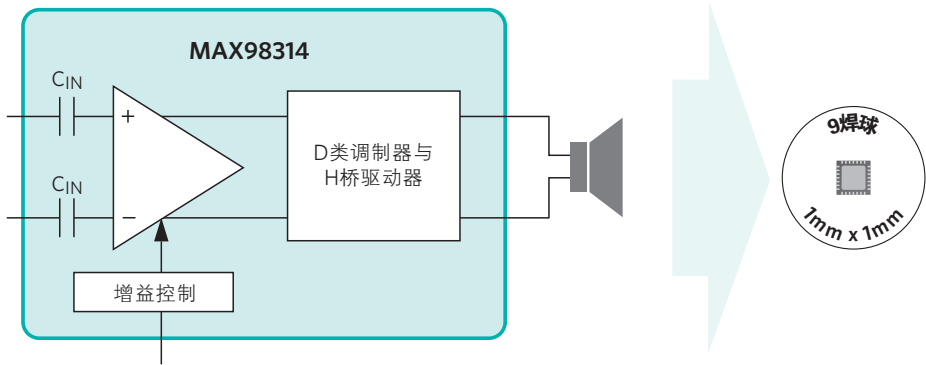 MAX98314
CIN
+
CIN
−
D类调制器与
H桥驱动器
增益控制
9焊球
1mm x 1mm